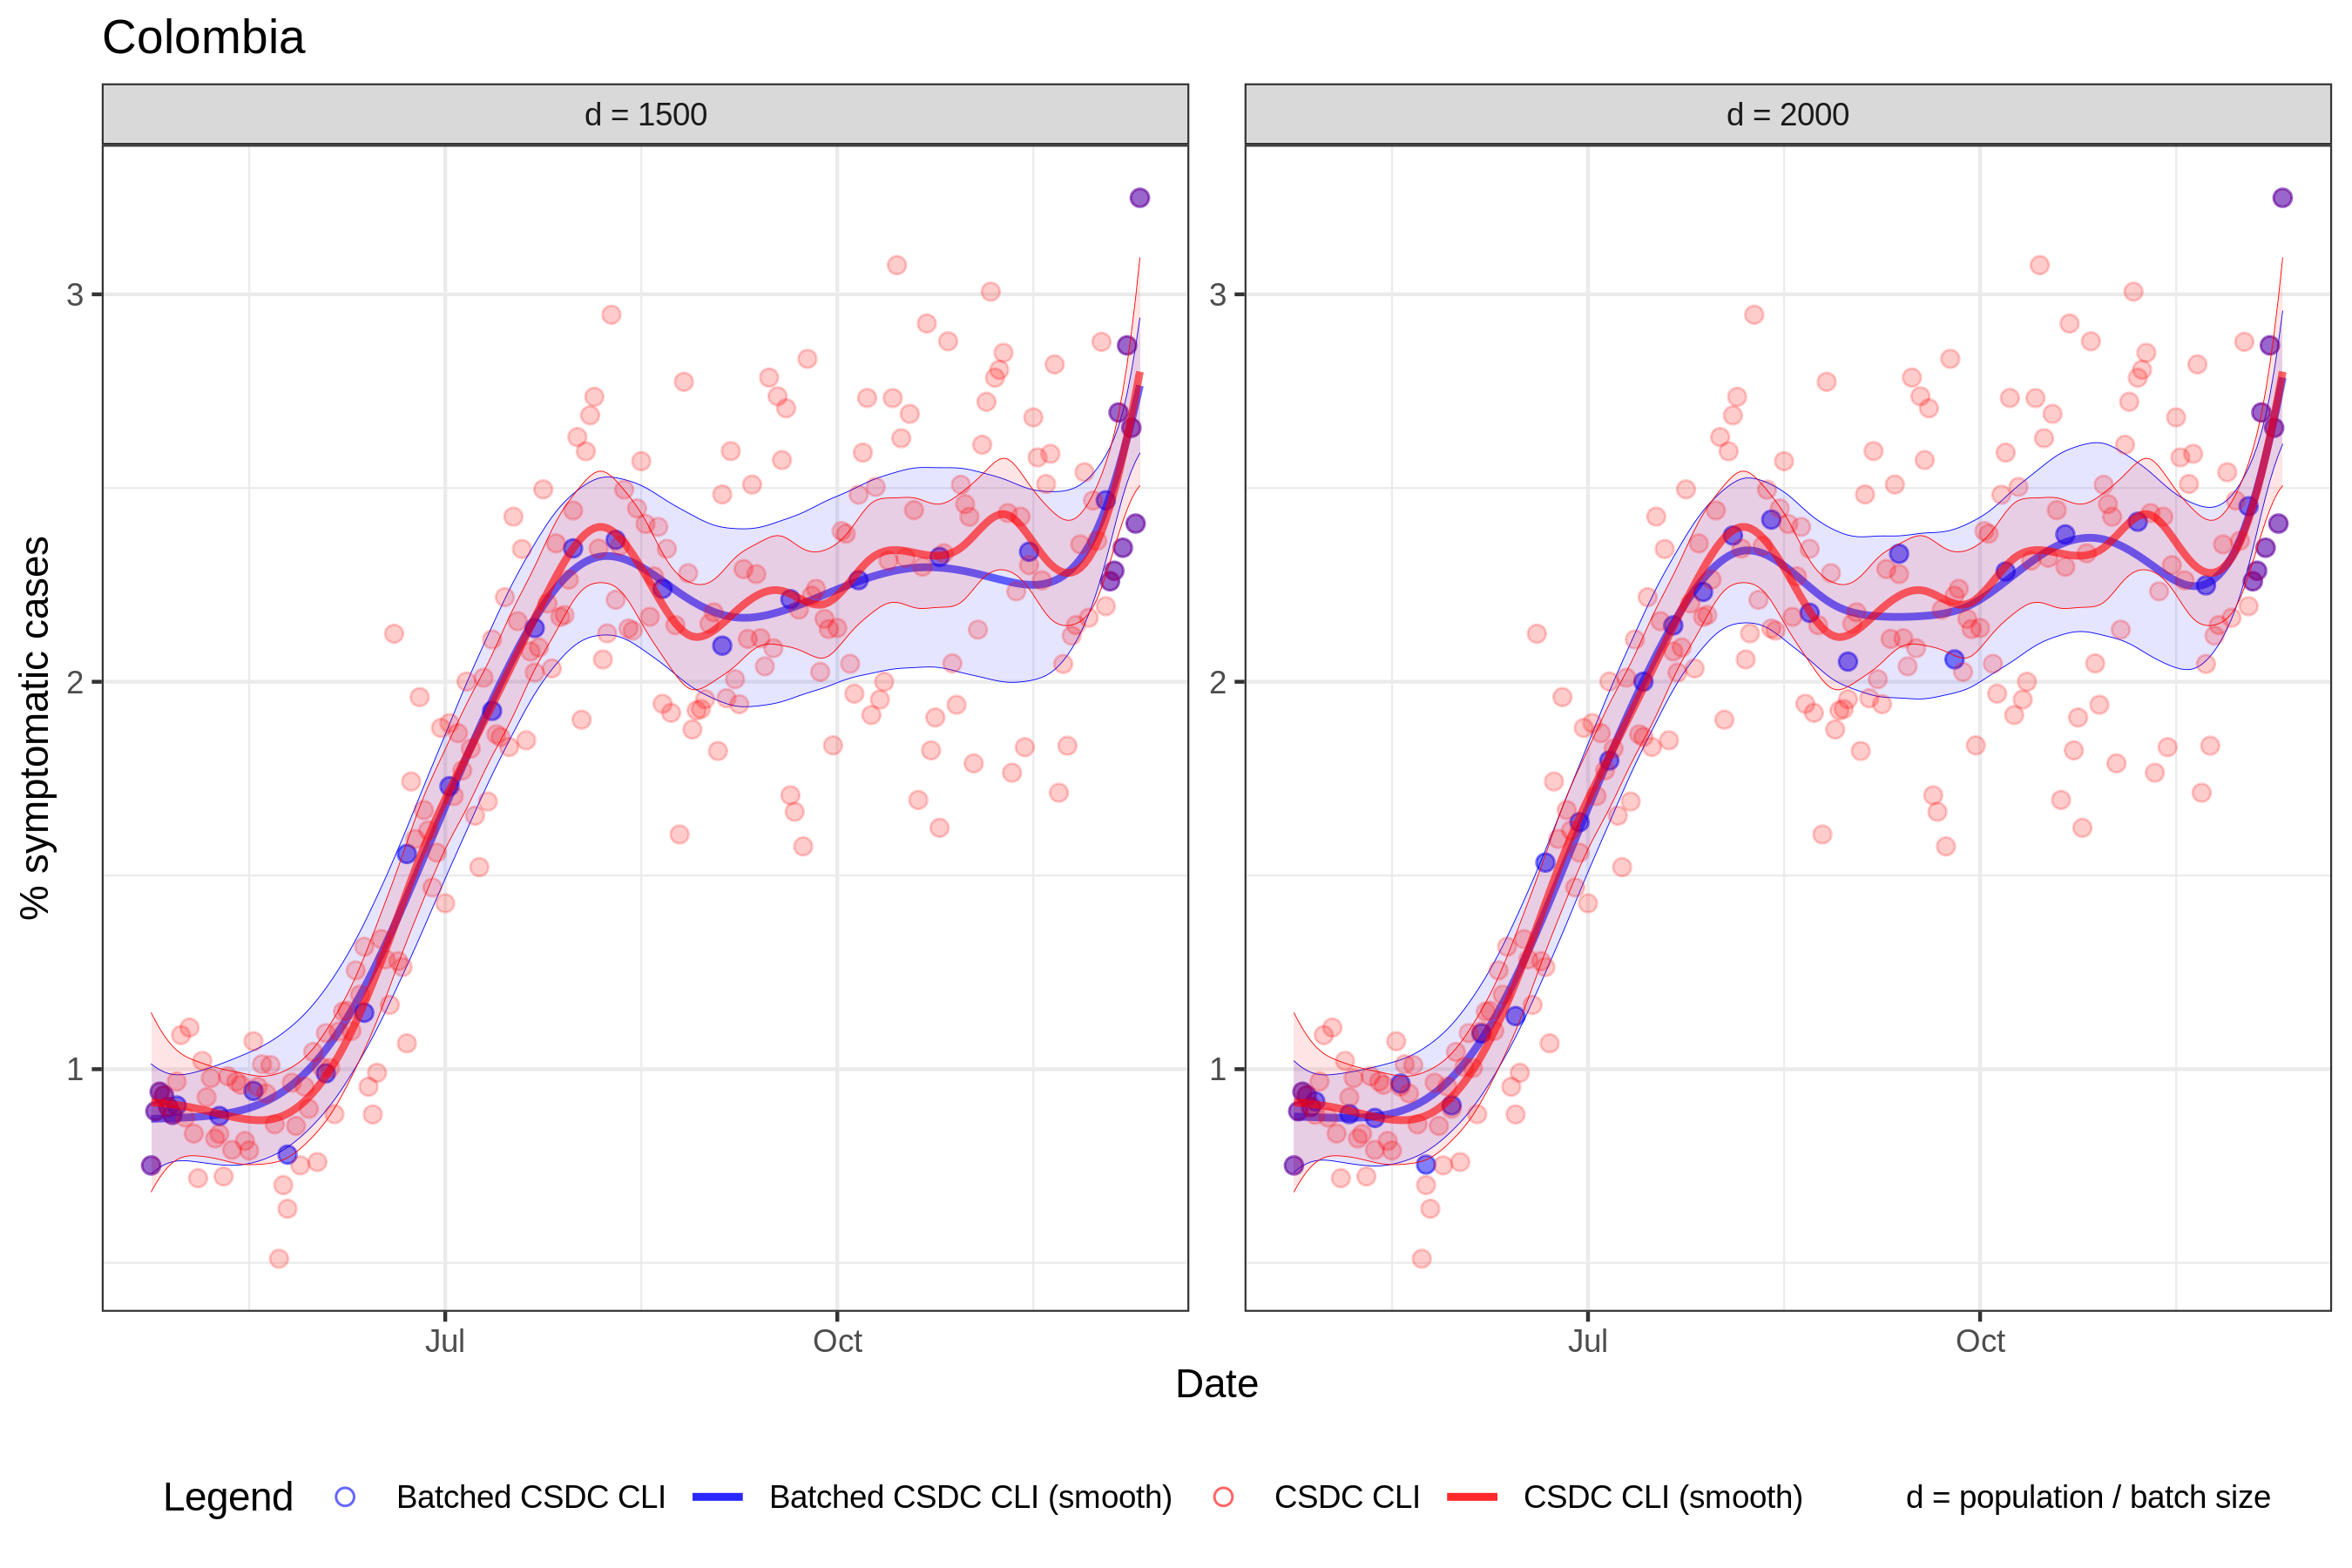 Colombia
d = 1500
d = 2000
% symptomatic cases
3
2
1
3
2
1
Jul
Oct
Jul
Oct
Date
Legend
Batched CSDC CLI
Batched CSDC CLI (smooth)
CSDC CLI
CSDC CLI (smooth)
d = population / batch size